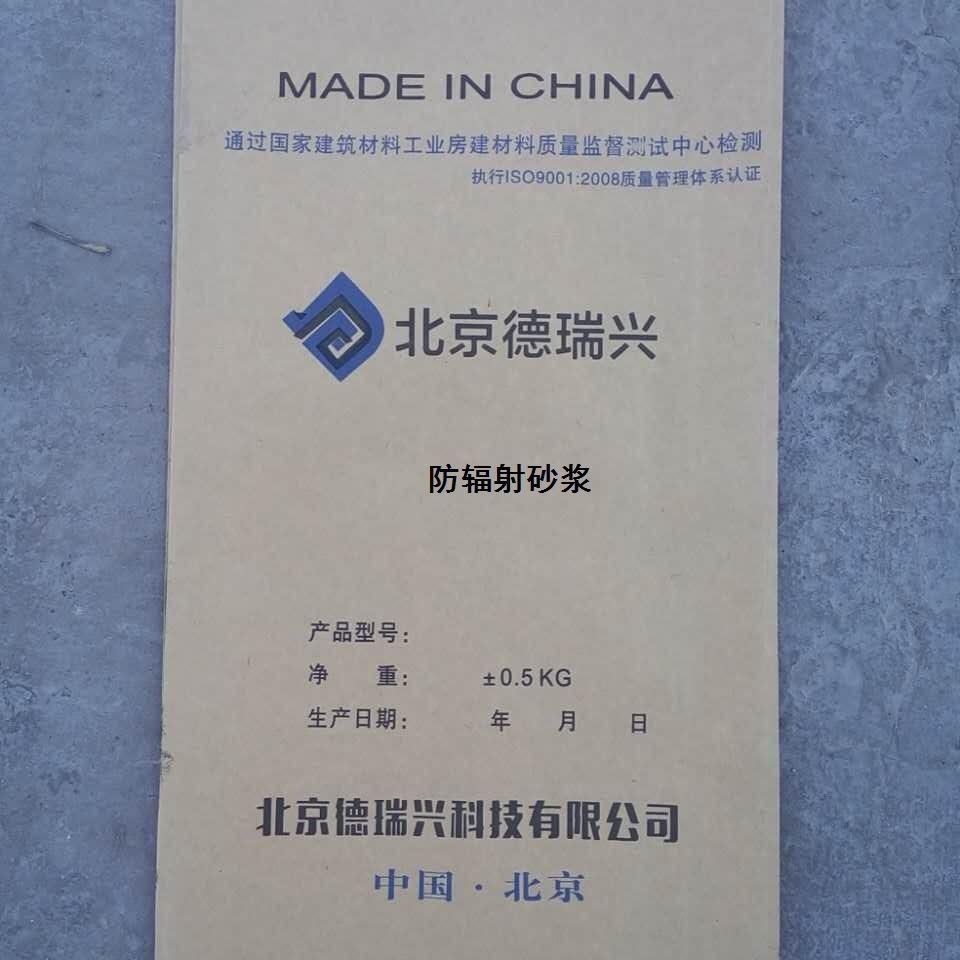 MADE IN CHINA
通过国家建筑材料工业房建材料质量监督测试中心检测
执行ISO9001:2008质量管理体系认证
北京德瑞兴
防辐射砂浆
产品型号：
净 重： ±0.5KG
生产日期： 年 月 日
北京德瑞兴科技有限公司
中国·北京